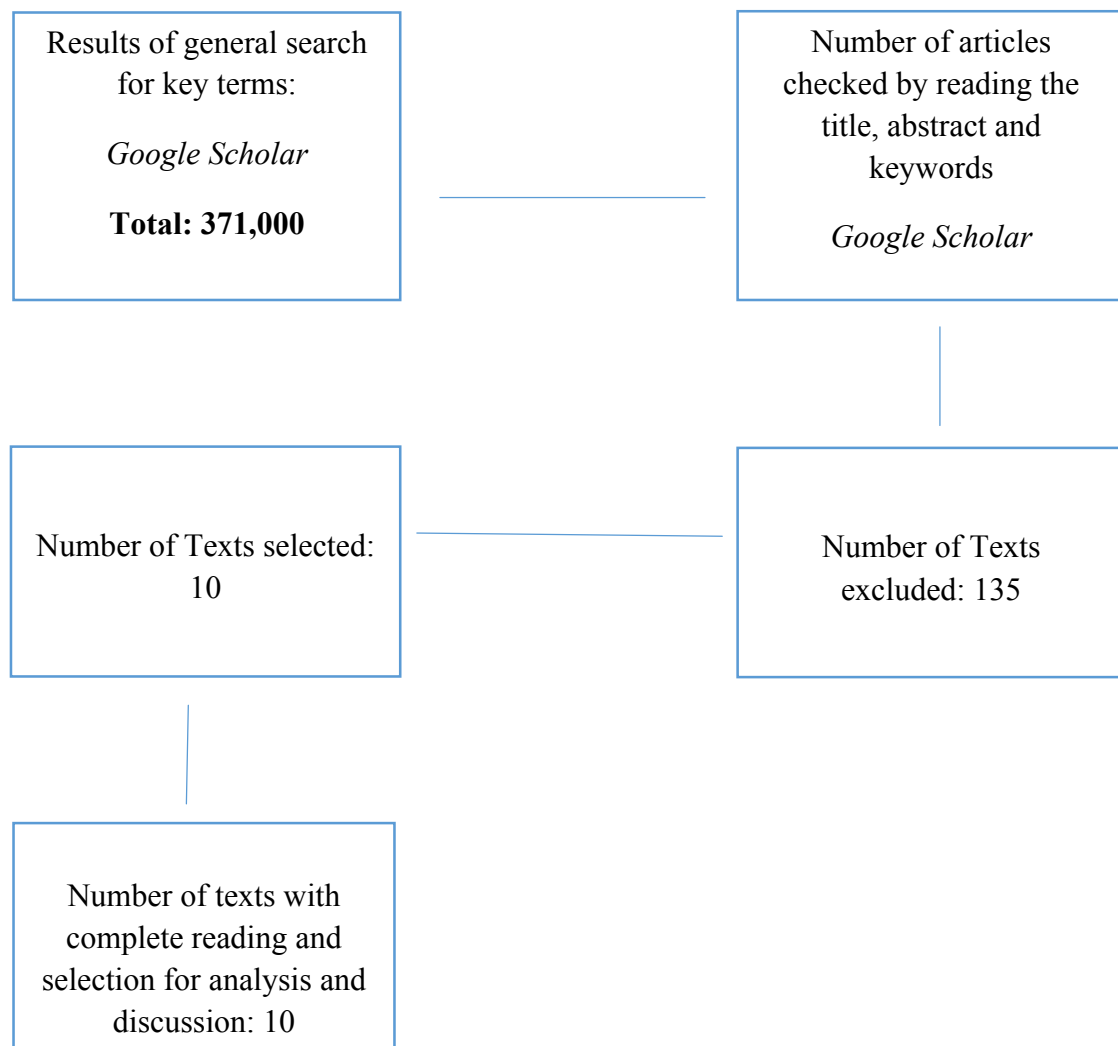 Results of general search
for key terms:
Google Scholar
Total: 371,000
Number of articles
checked by reading the
title, abstract and
keywords
Google Scholar
Number of Texts selected:
10
Number of Texts
excluded: 135
Number of texts with
complete reading and
selection for analysis and
discussion: 10